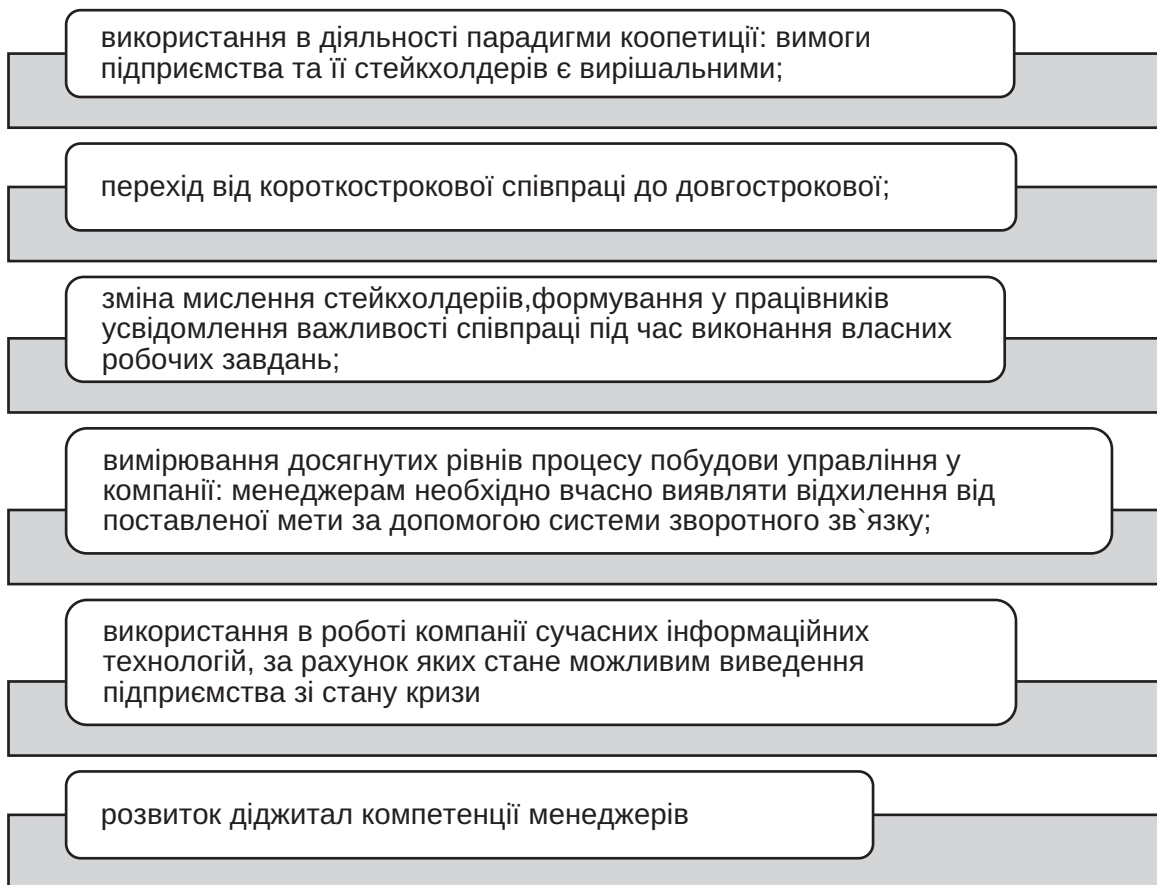 використання в діяльності парадигми коопетиції: вимоги
підприємства та її стейкхолдерів є вирішальними;
перехід від короткострокової співпраці до довгострокової;
зміна мислення стейкхолдеріів,формування у працівників
усвідомлення важливості співпраці під час виконання власних
робочих завдань;
вимірювання досягнутих рівнів процесу побудови управління у
компанії: менеджерам необхідно вчасно виявляти відхилення від
поставленої мети за допомогою системи зворотного зв`язку;
використання в роботі компанії сучасних інформаційних
технологій, за рахунок яких стане можливим виведення
підприємства зі стану кризи
розвиток діджитал компетенції менеджерів